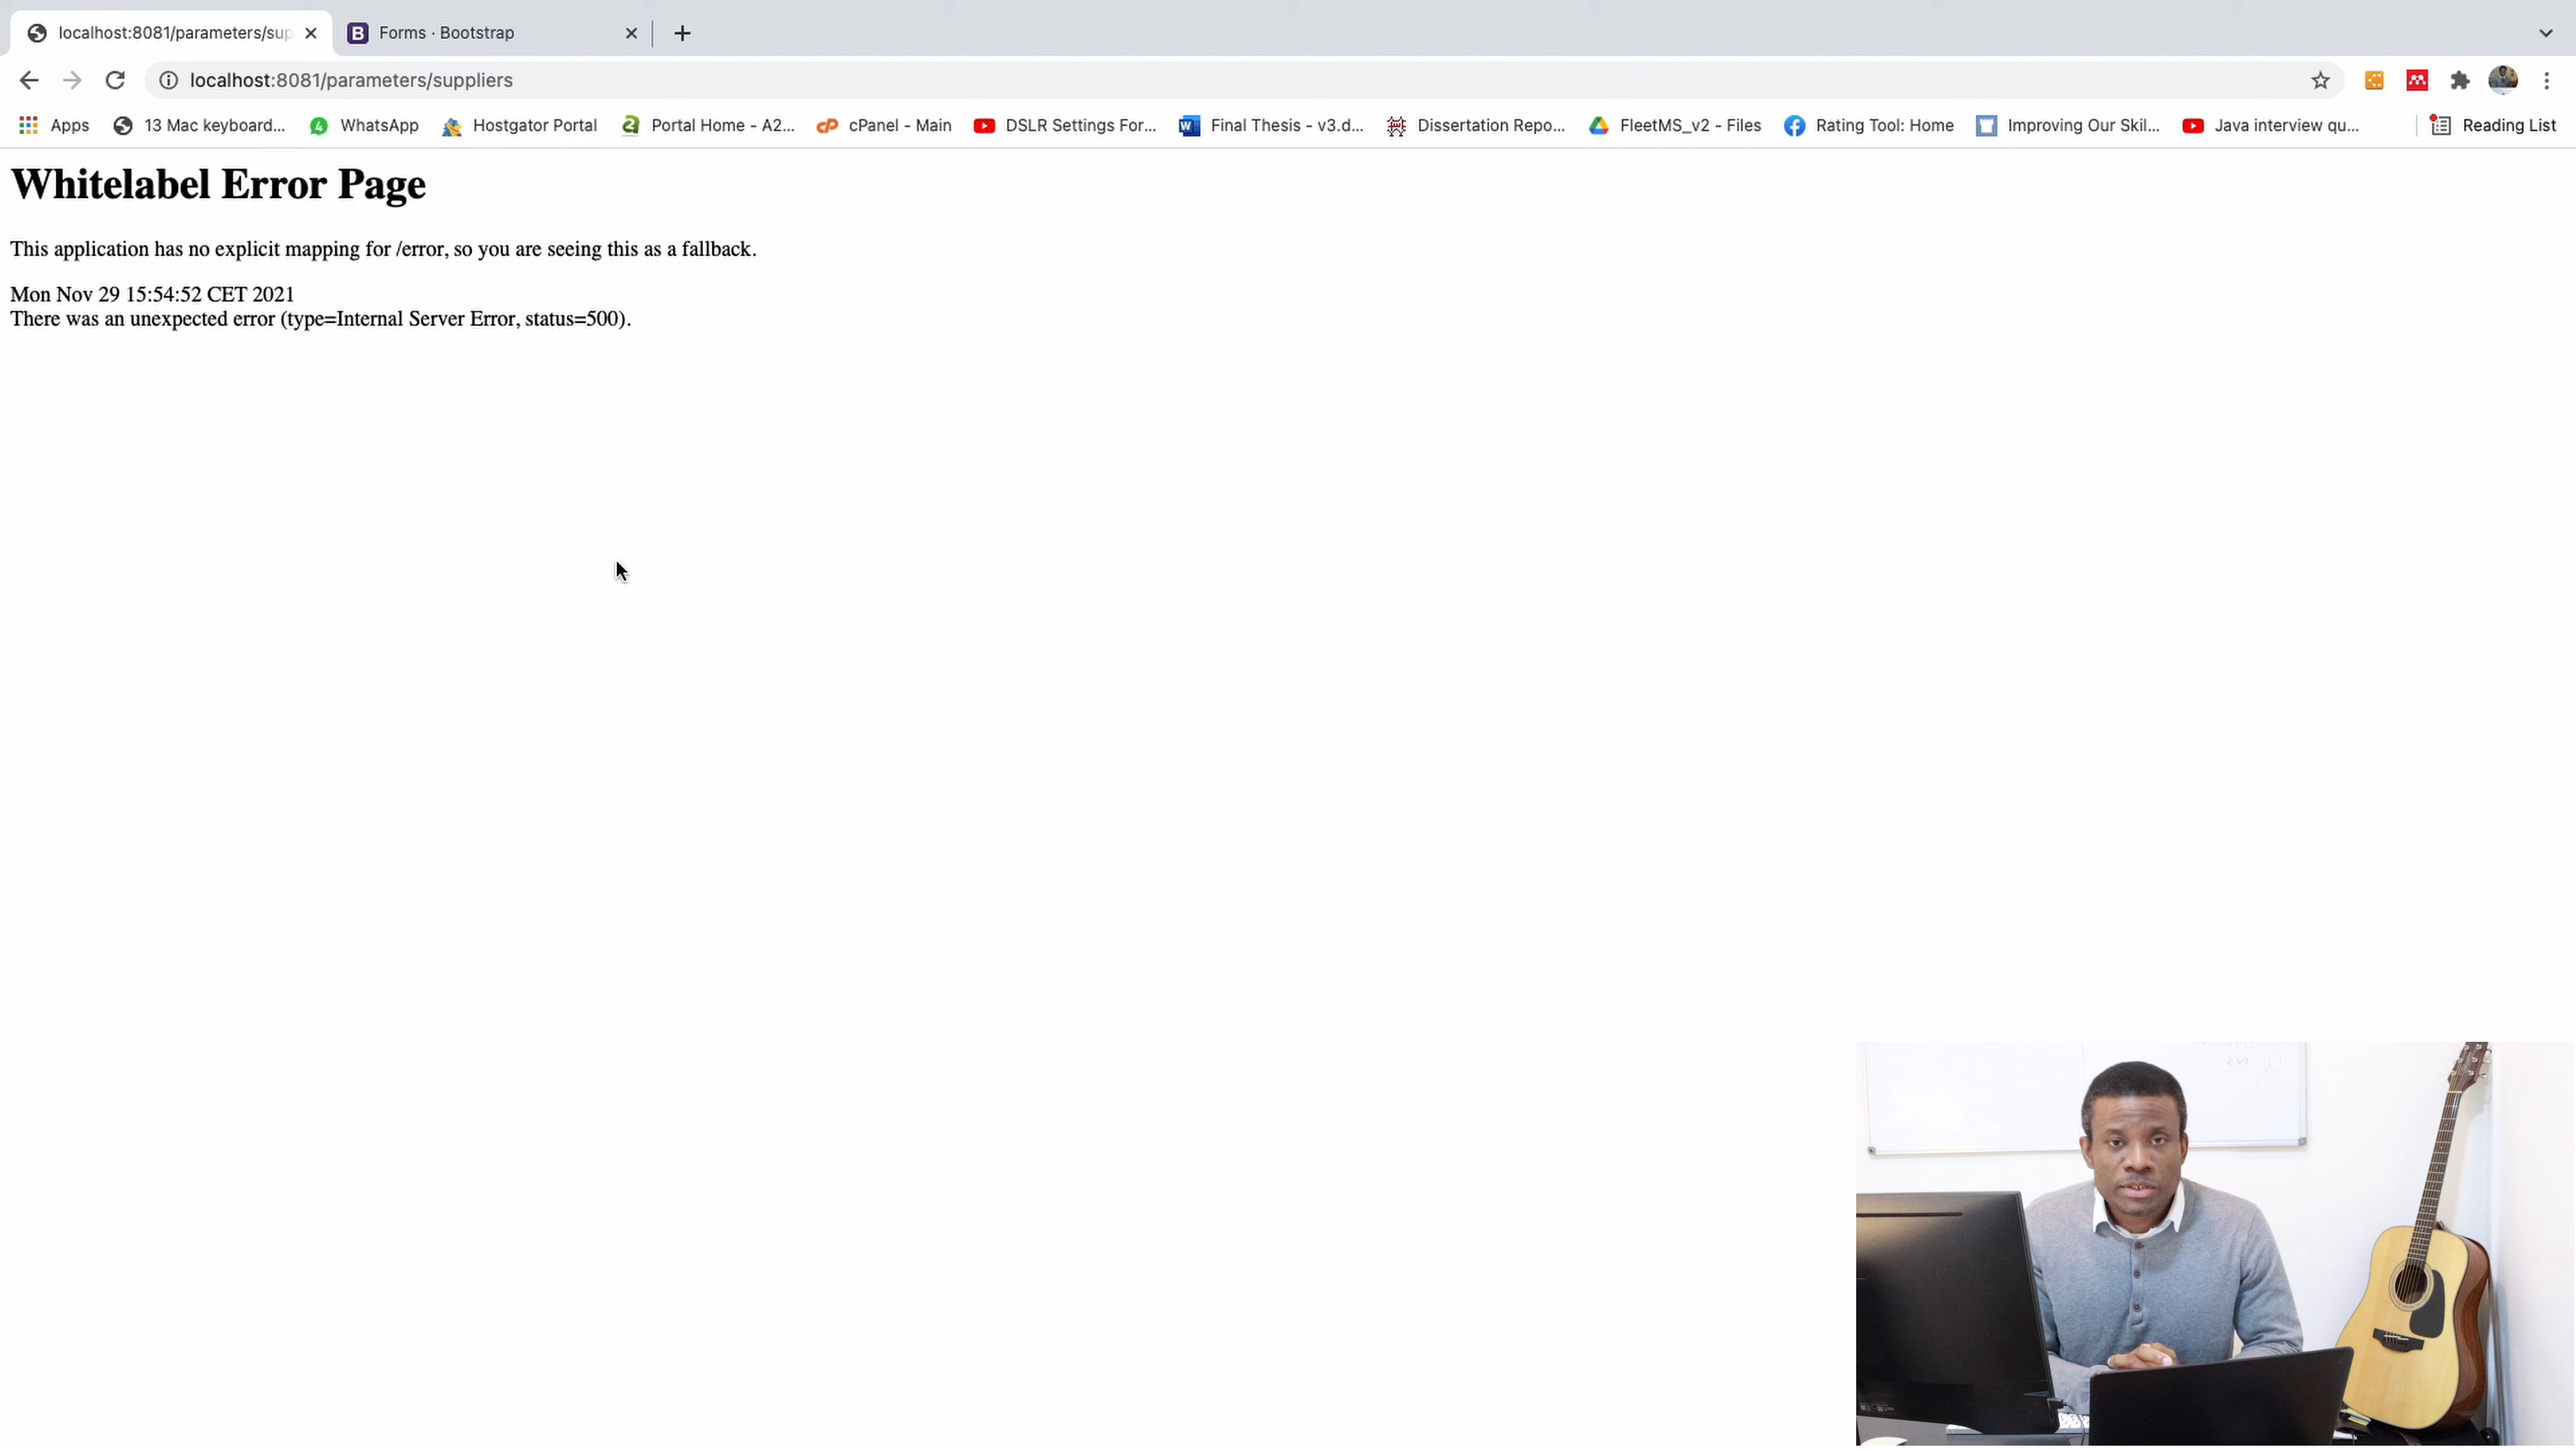 localhost:8081/parameters/sup
Forms · Bootstrap
localhost:8081/parameters/suppliers
Apps
13 Mac keyboard...
4 WhatsApp
Hostgator Portal
Portal Home - A2...
cPanel - Main
DSLR Settings For...
Final Thesis - v3.d...
Dissertation Repo...
FleetMS_v2 - Files
Rating Tool: Home
Improving Our Skil...
Java interview qu...
Reading List
Whitelabel Error Page
This application has no explicit mapping for /error, so you are seeing this as a fallback.
Mon Nov 29 15:54:52 CET 2021
There was an unexpected error (type=Internal Server Error, status=500).